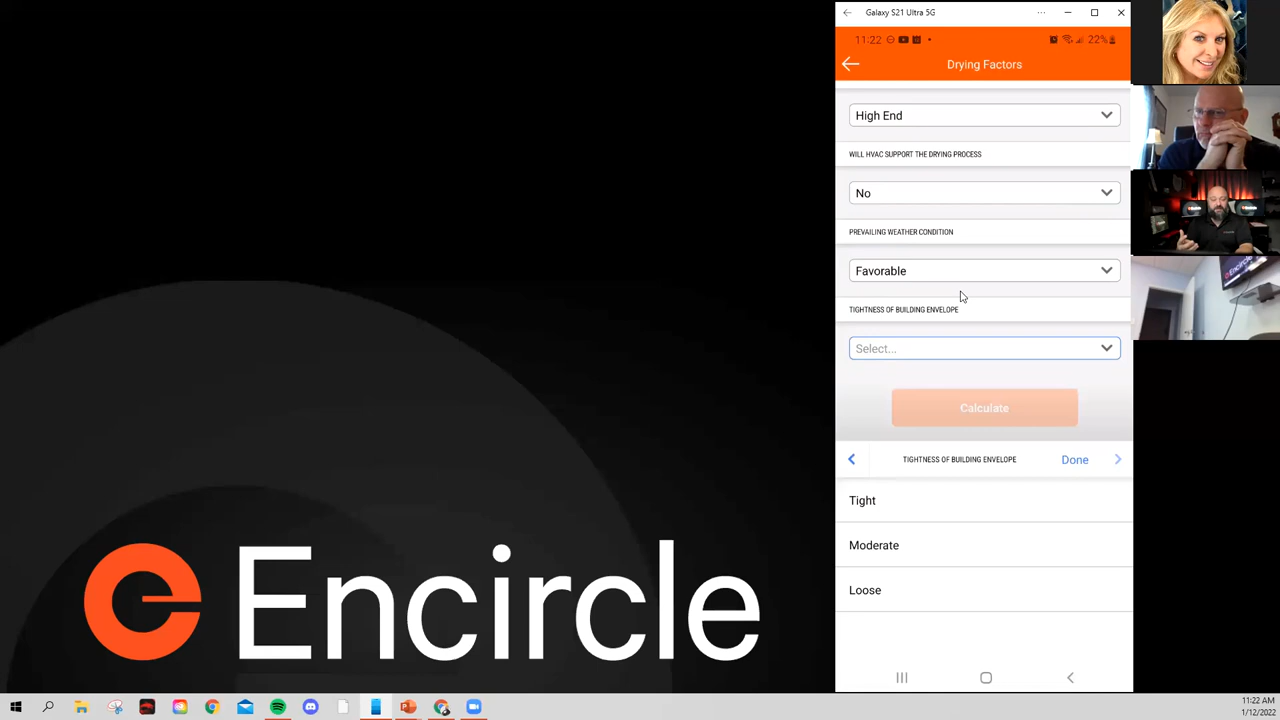 Galaxy S21 Ultra 5G
11:22
22%
Drying Factors
High End
WILL HVAC SUPPORT THE DRYING PROCESS
No
PREVAILING WEATHER CONDITION
Favorable
TIGHTNESS OF BUILDING ENVELOPE
Select...
Calculate
TIGHTNESS OF BUILDING ENVELOPE
Done
Tight
Moderate
Loose
Encircle
11:22 AM
1/12/2022